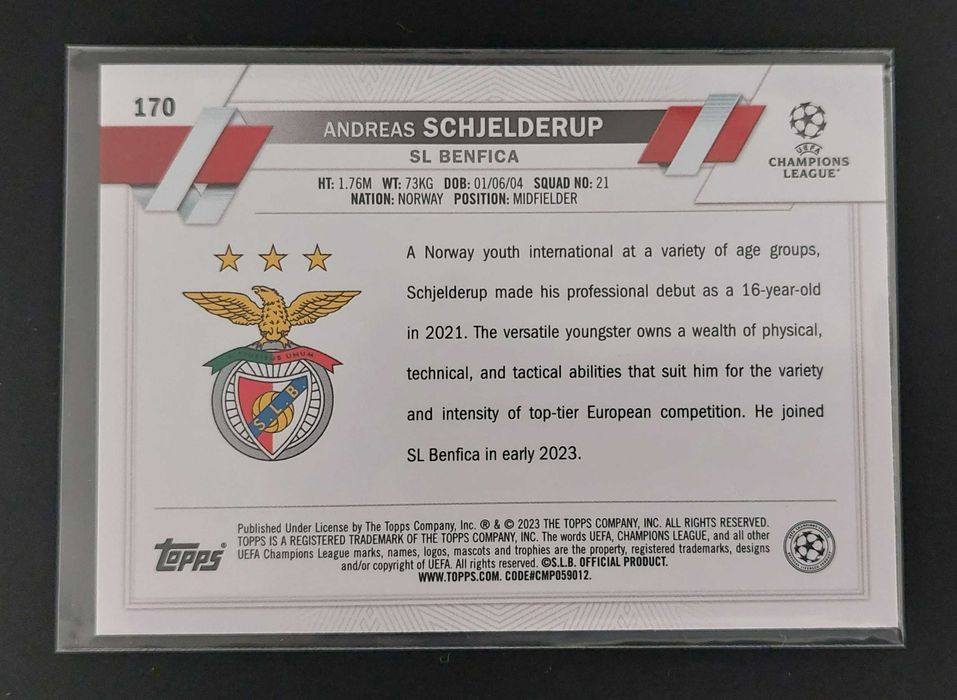 170
ANDREAS SCHJELDERUP
SL BENFICA
HT: 1.76M WT: 73KG DOB: 01/06/04 SQUAD NO: 21
NATION: NORWAY POSITION: MIDFIELDER
UEFA
CHAMPIONS
LEAGUE
A Norway youth international at a variety of age groups,
Schjelderup made his professional debut as a 16-year-old
in 2021. The versatile youngster owns a wealth of physical,
technical, and tactical abilities that suit him for the variety
and intensity of top-tier European competition. He joined
SL Benfica in early 2023.
E PLURIBUS UNUM
S.L.B.
Published Under License by The Topps Company, Inc. ® & © 2023 THE TOPPS COMPANY, INC. ALL RIGHTS RESERVED.
TOPPS IS A REGISTERED TRADEMARK OF THE TOPPS COMPANY, INC. The words UEFA, CHAMPIONS LEAGUE, and all other
UEFA Champions League marks, names, logos, mascots and trophies are the property, registered trademarks, designs
and/or copyright of UEFA. All rights reserved. ©S.L.B. OFFICIAL PRODUCT.
WWW.TOPPS.COM. CODE#CMP059012.
Topps®